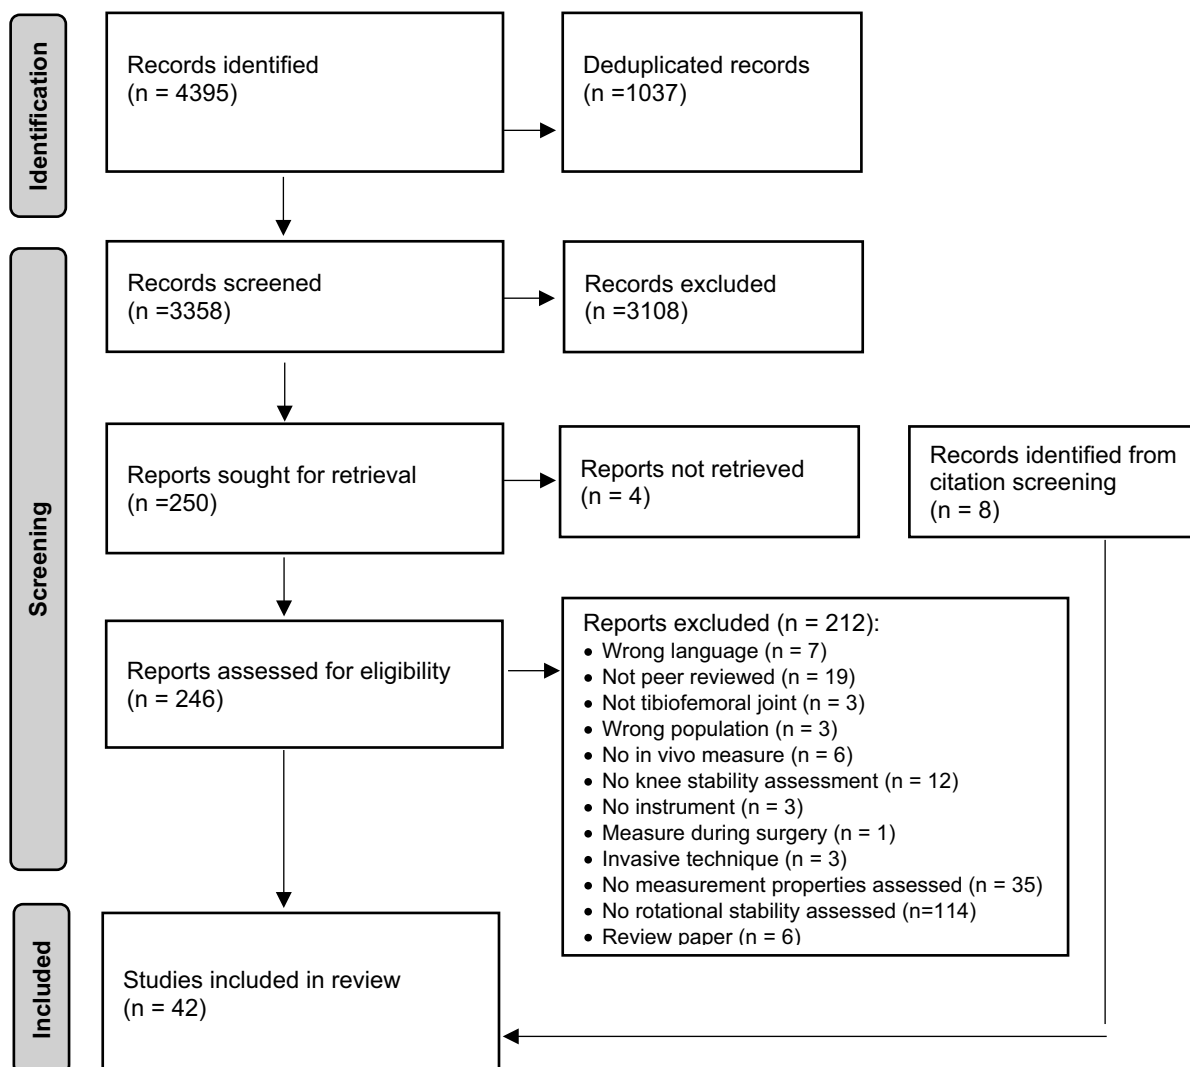 Identification
Records identified
(n = 4395)
Deduplicated records
(n =1037)
Screening
Records screened
(n =3358)
Records excluded
(n =3108)
Reports sought for retrieval
(n =250)
Reports not retrieved
(n = 4)
Records identified from
citation screening
(n = 8)
Reports assessed for eligibility
(n = 246)
Reports excluded (n = 212):
• Wrong language (n = 7)
• Not peer reviewed (n = 19)
• Not tibiofemoral joint (n = 3)
• Wrong population (n = 3)
• No in vivo measure (n = 6)
• No knee stability assessment (n = 12)
• No instrument (n = 3)
• Measure during surgery (n = 1)
• Invasive technique (n = 3)
• No measurement properties assessed (n = 35)
• No rotational stability assessed (n=114)
• Review paper (n = 6)
Included
Studies included in review
(n = 42)